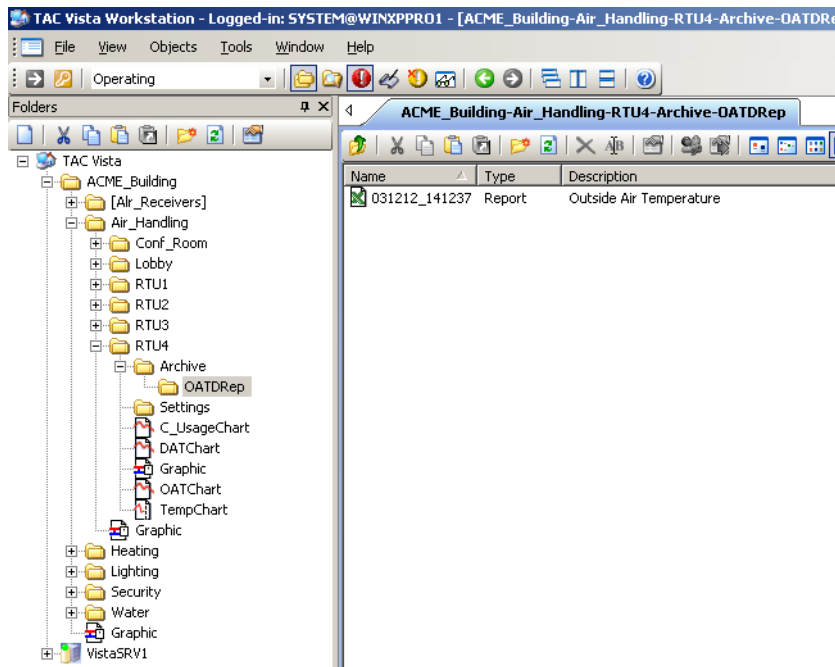 TAC Vista Workstation - Logged-in: SYSTEM@WINXPPRO1 - [ACME_Building-Air_Handling-RTU4-Archive-OATDRe
File View Objects Tools Window Help
Operating
Folders
ACME_Building-Air_Handling-RTU4-Archive-OATDRep
TAC Vista
ACME_Building
[Alr_Receivers]
Air_Handling
Conf_Room
Lobby
RTU1
RTU2
RTU3
RTU4
Archive
OATDRep
Settings
C_UsageChart
DATChart
Graphic
OATChart
TempChart
Graphic
Heating
Lighting
Security
Water
Graphic
VistaSRV1
Name Type Description
031212_141237 Report Outside Air Temperature